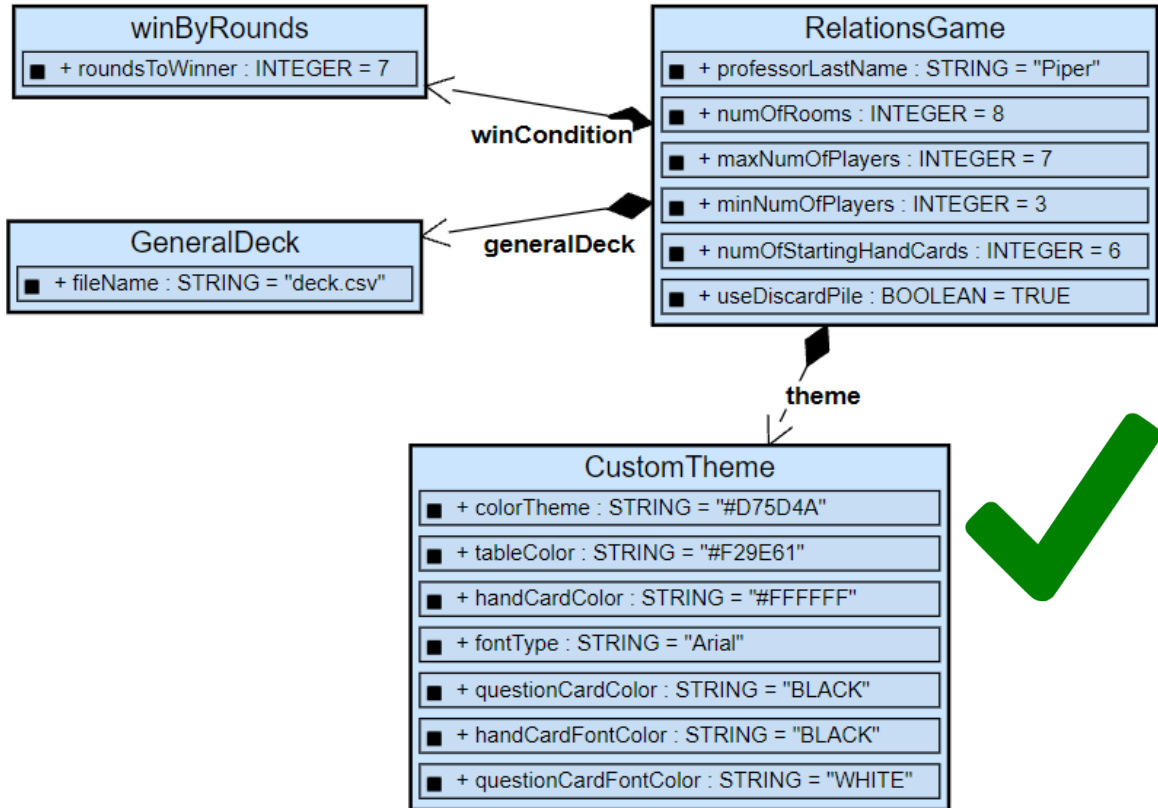 winByRounds
+ roundsToWinner : INTEGER = 7
RelationsGame
+ professorLastName : STRING = "Piper"
+ numOfRooms : INTEGER = 8
+ maxNumOfPlayers : INTEGER = 7
+ minNumOfPlayers : INTEGER = 3
+ numOfStartingHandCards : INTEGER = 6
+ useDiscardPile : BOOLEAN = TRUE
winCondition
generalDeck
GeneralDeck
+ fileName : STRING = "deck.csv"
theme
CustomTheme
+ colorTheme : STRING = "#D75D4A"
+ tableColor : STRING = "#F29E61"
+ handCardColor : STRING = "#FFFFFF"
+ fontType : STRING = "Arial"
+ questionCardColor : STRING = "BLACK"
+ handCardFontColor : STRING = "BLACK"
+ questionCardFontColor : STRING = "WHITE"